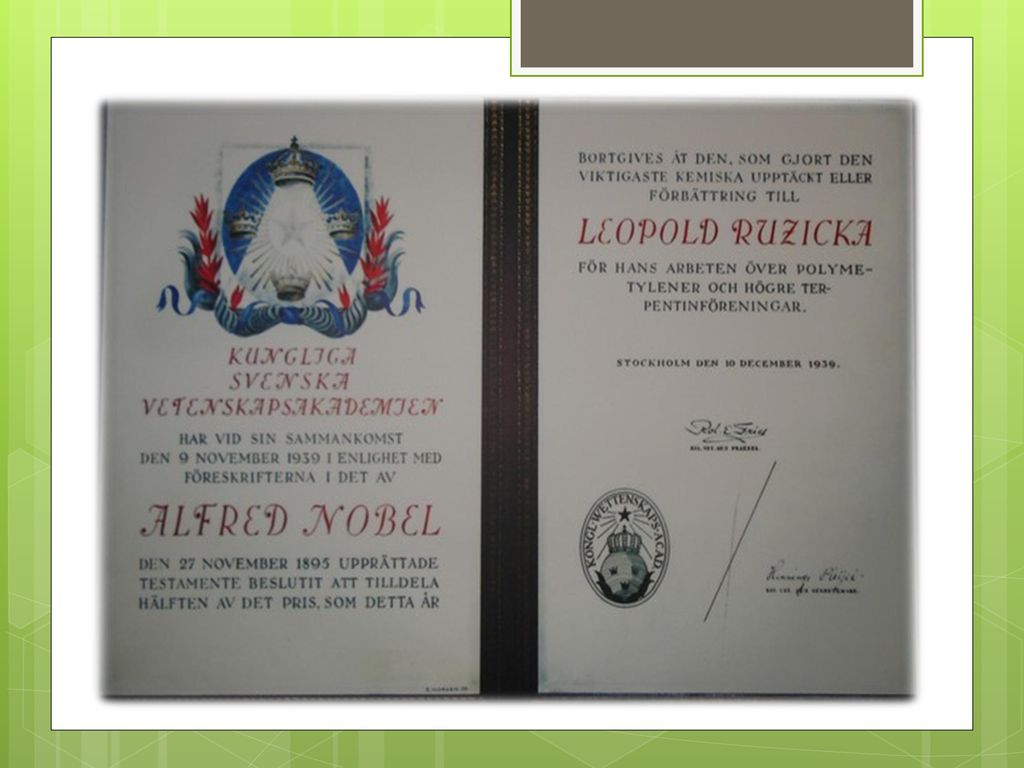 KUNGLIGA
SVENSKA
VETENSKAPSAKADEMIEN
HAR VID SIN SAMMANKOMST
DEN 9 NOVEMBER 1939 I ENLIGHET MED
FÖRESKRIFTERNA I DET AV
ALFRED NOBEL
DEN 27 NOVEMBER 1895 UPPRÄTTADE
TESTAMENTE BESLUTIT ATT TILLDELA
HÄLFTEN AV DET PRIS, SOM DETTA ÅR
BORTGIVES ÅT DEN, SOM GJORT DEN
VIKTIGASTE KEMISKA UPPTÄCKT ELLER
FÖRBÄTTRING TILL
LEOPOLD RUZICKA
FÖR HANS ARBETEN ÖVER POLYME-
TYLENER OCH HÖGRE TER-
PENTINFÖRENINGAR.
STOCKHOLM DEN 10 DECEMBER 1939.
KONGL. WETTENSKAPS. ACAD